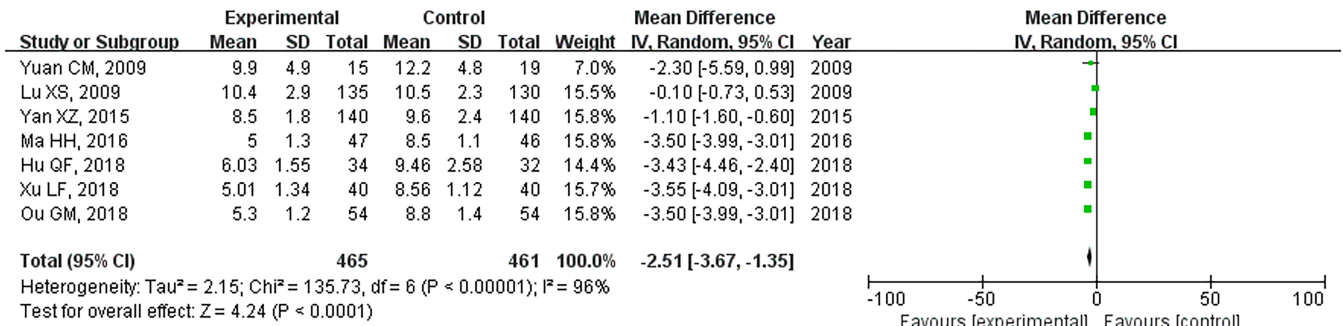 Experimental Control Mean Difference Mean Difference
Study or Subgroup Mean SD Total Mean SD Total Weight IV, Random, 95% CI Year IV, Random, 95% CI
Yuan CM, 2009 9.9 4.9 15 12.2 4.8 19 7.0% -2.30 [-5.59, 0.99] 2009
Lu XS, 2009 10.4 2.9 135 10.5 2.3 130 15.5% -0.10 [-0.73, 0.53] 2009
Yan XZ, 2015 8.5 1.8 140 9.6 2.4 140 15.8% -1.10 [-1.60, -0.60] 2015
Ma HH, 2016 5 1.3 47 8.5 1.1 46 15.8% -3.50 [-3.99, -3.01] 2016
Hu QF, 2018 6.03 1.55 34 9.46 2.58 32 14.4% -3.43 [-4.46, -2.40] 2018
Xu LF, 2018 5.01 1.34 40 8.56 1.12 40 15.7% -3.55 [-4.09, -3.01] 2018
Ou GM, 2018 5.3 1.2 54 8.8 1.4 54 15.8% -3.50 [-3.99, -3.01] 2018
Total (95% CI) 465 461 100.0% -2.51 [-3.67, -1.35]
Heterogeneity: Tau² = 2.15; Chi² = 135.73, df = 6 (P < 0.00001); I² = 96%
Test for overall effect: Z = 4.24 (P < 0.0001)
-100 -50 0 50 100
Favours [experimental] Favours [control]